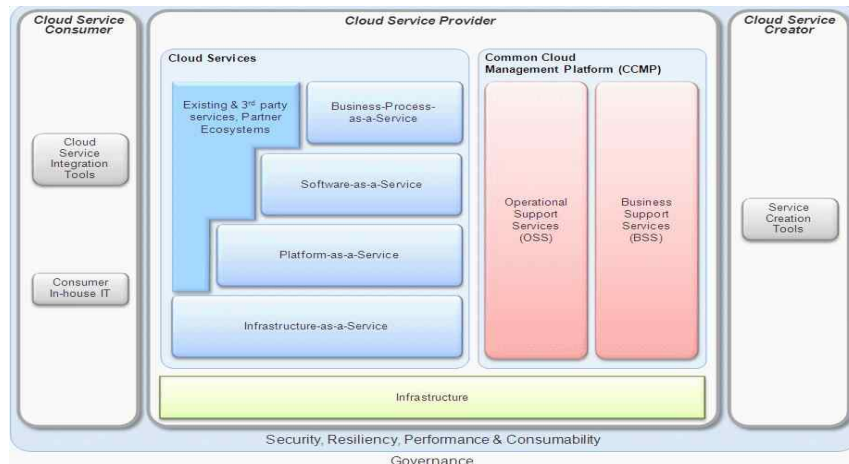 Cloud Service
Consumer
Cloud Service
Integration
Tools
Consumer
In-house IT
Cloud Service Provider
Cloud Services
Existing & 3rd party
services, Partner
Ecosystems
Business-Process-
as-a-Service
Software-as-a-Service
Platform-as-a-Service
Infrastructure-as-a-Service
Common Cloud
Management Platform (CCMP)
Operational
Support
Services
(OSS)
Business
Support
Services
(BSS)
Infrastructure
Cloud Service
Creator
Service
Creation
Tools
Security, Resiliency, Performance & Consumability
Governance